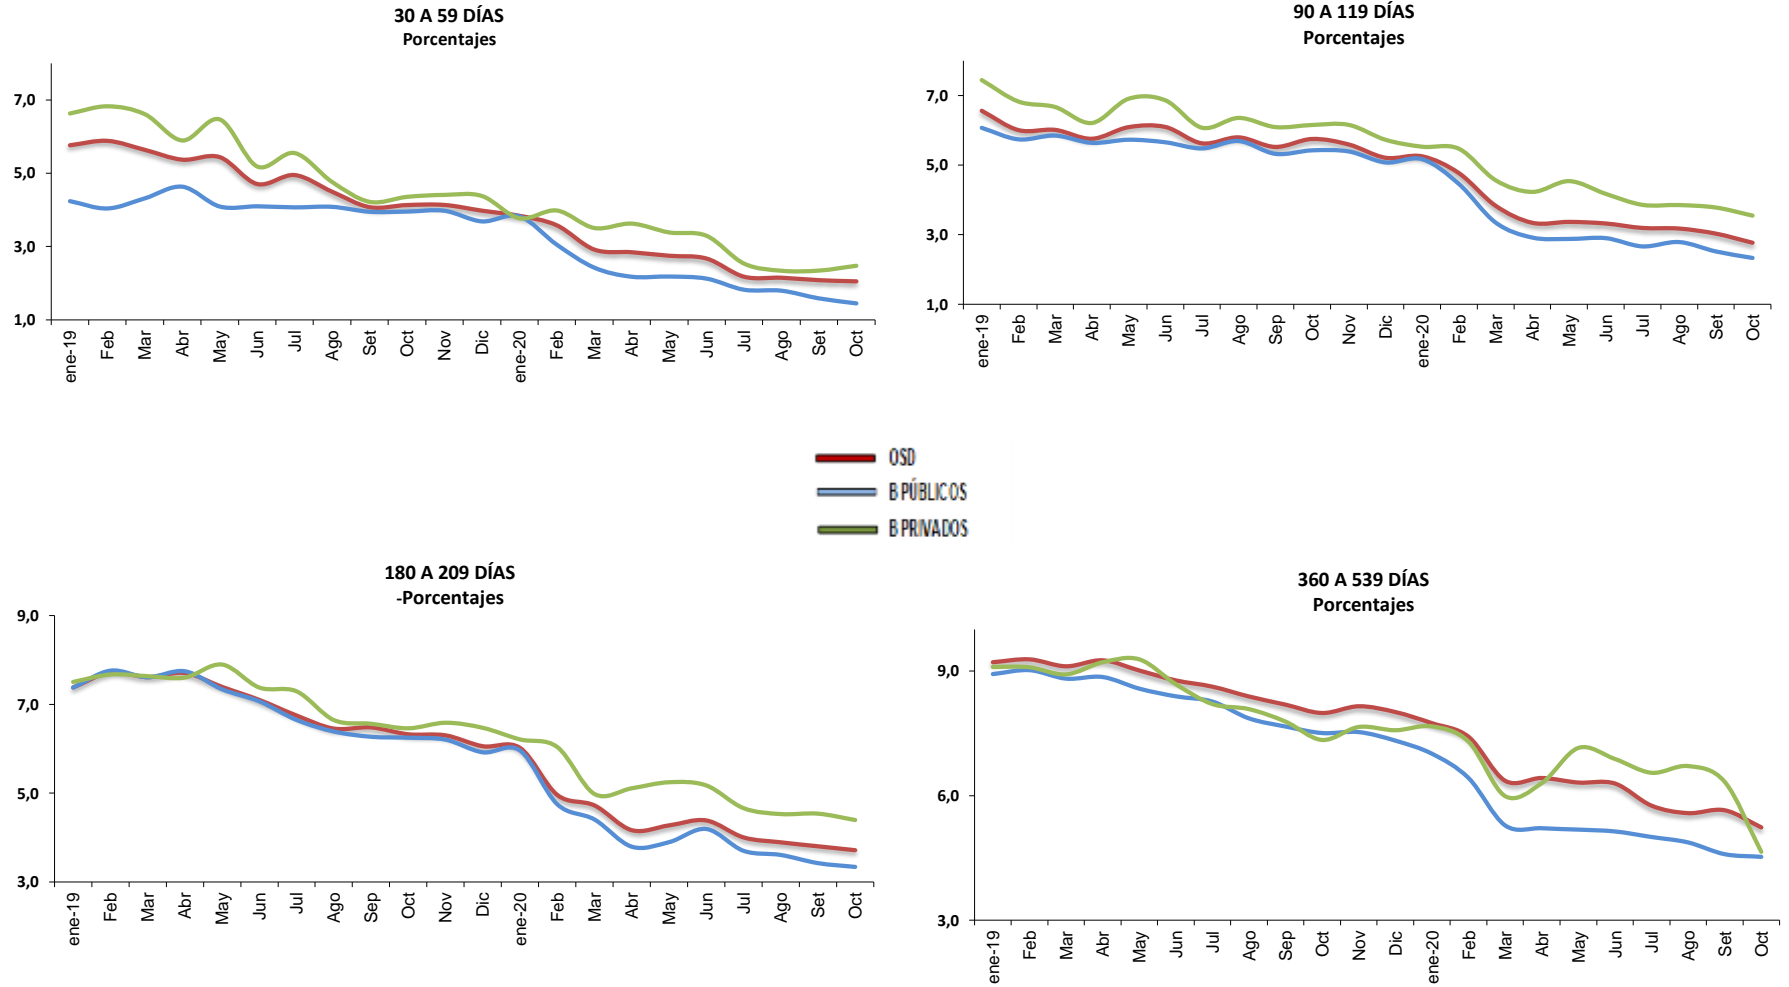 30 A 59 DÍAS
Porcentajes
7,0
5,0
3,0
1,0
ene-19 Feb Mar Abr May Jun Jul Ago Set Oct Nov Dic ene-20 Feb Mar Abr May Jun Jul Ago Set Oct
90 A 119 DÍAS
Porcentajes
7,0
5,0
3,0
1,0
ene-19 Feb Mar Abr May Jun Jul Ago Sep Oct Nov Dic ene-20 Feb Mar Abr May Jun Jul Ago Set Oct
OSD
B PÚBLICOS
B PRIVADOS
180 A 209 DÍAS
-Porcentajes
9,0
7,0
5,0
3,0
ene-19 Feb Mar Abr May Jun Jul Ago Sep Oct Nov Dic ene-20 Feb Mar Abr May Jun Jul Ago Set Oct
360 A 539 DÍAS
Porcentajes
9,0
6,0
3,0
ene-19 Feb Mar Abr May Jun Jul Ago Sep Oct Nov Dic ene-20 Feb Mar Abr May Jun Jul Ago Set Oct